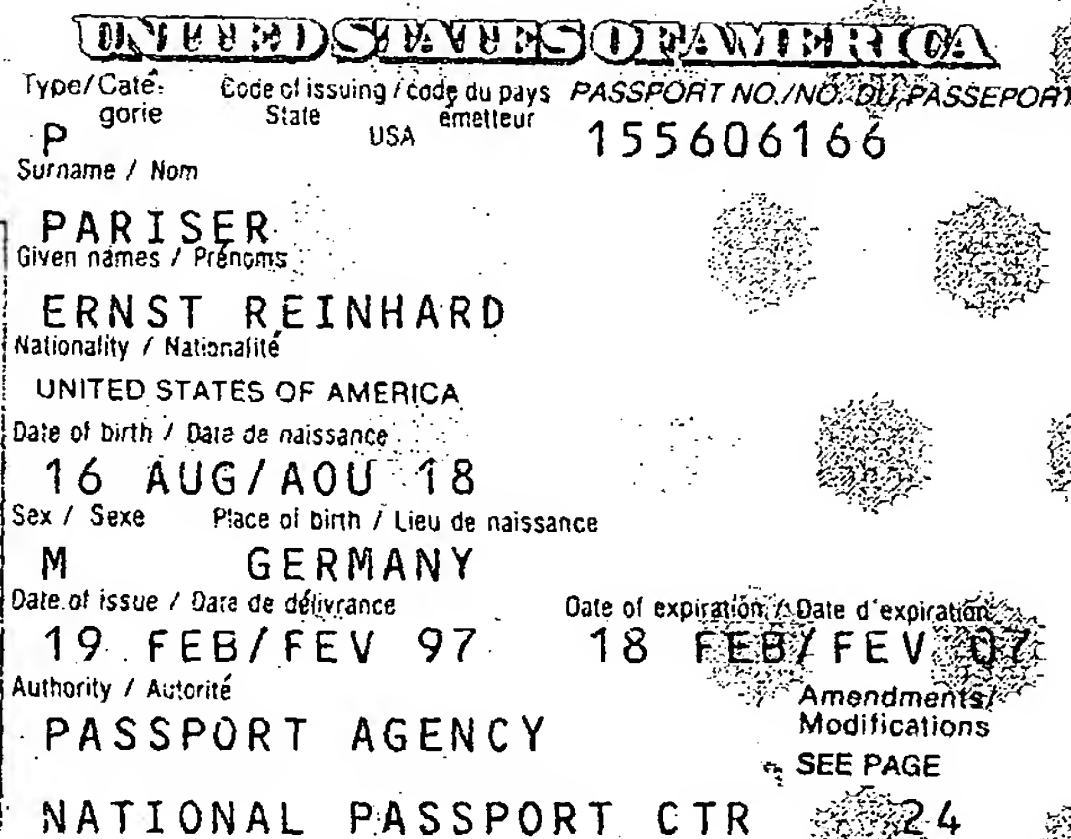 UNITED STATES OF AMERICA
Type/Caté- Code of issuing / code du pays PASSPORT NO./NO. DU PASSEPORT
gorie State émetteur
P USA 155606166
Surname / Nom
PARISER
Given names / Prénoms
ERNST REINHARD
Nationality / Nationalité
UNITED STATES OF AMERICA
Date of birth / Date de naissance
16 AUG/AOU 18
Sex / Sexe Place of birth / Lieu de naissance
M GERMANY
Date of issue / Date de délivrance Date of expiration / Date d'expiration
19 FEB/FEV 97 18 FEB/FEV 07
Authority / Autorité Amendments/
Modifications
PASSPORT AGENCY
SEE PAGE
NATIONAL PASSPORT CTR 24